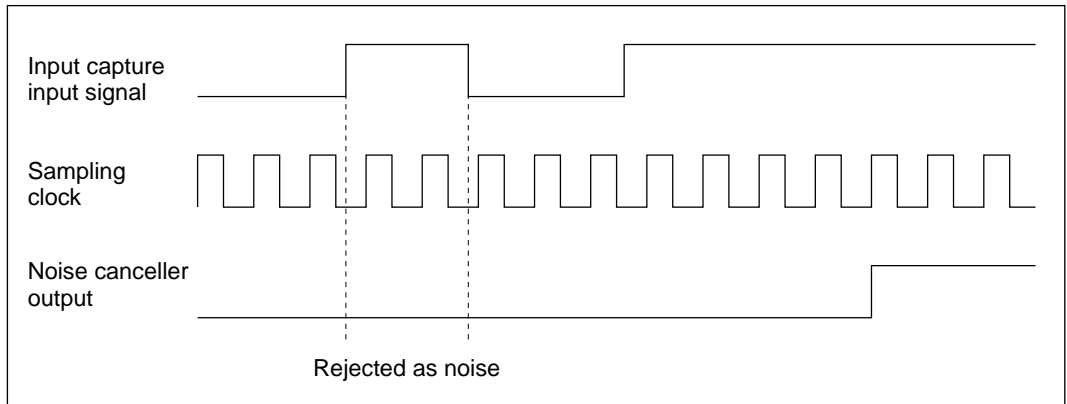 Input capture
input signal
Sampling
clock
Noise canceller
output
Rejected as noise